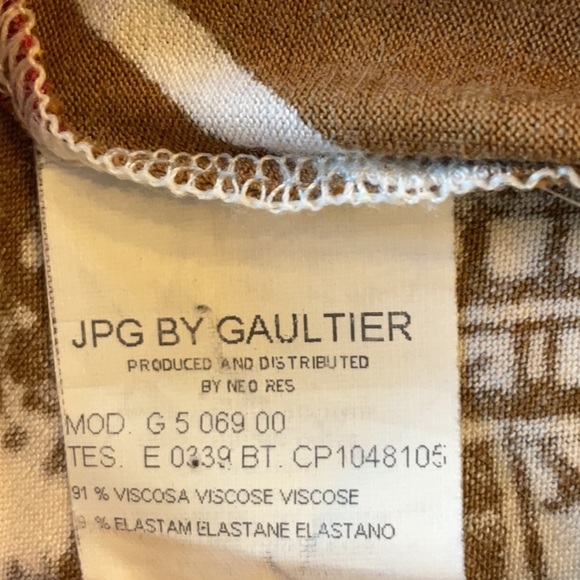 JPG BY GAULTIER
PRODUCED AND DISTRIBUTED
BY NEO RES
MOD. G 5 069 00
TES. E 0339 BT. CP1048105
91 % VISCOSA VISCOSE VISCOSE
9 % ELASTAM ELASTANE ELASTANO